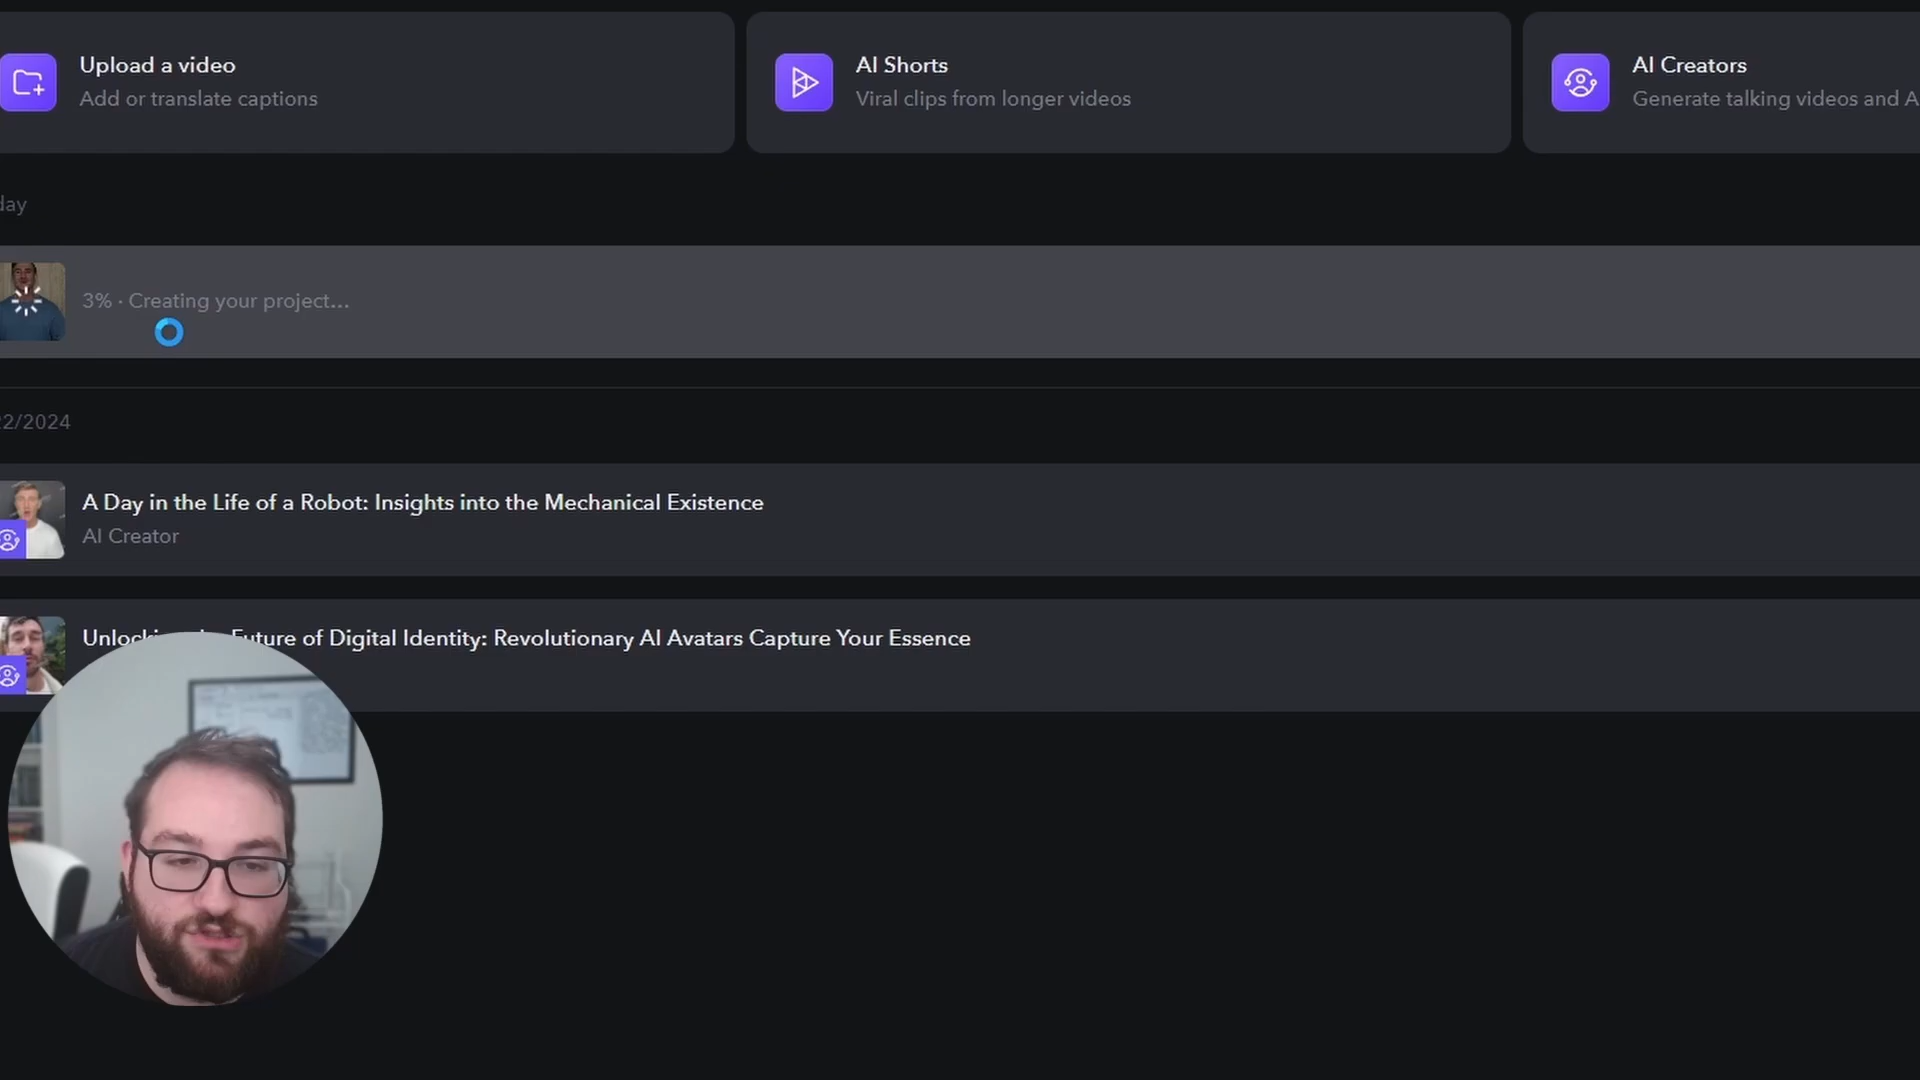 Upload a video
Add or translate captions
AI Shorts
Viral clips from longer videos
AI Creators
Generate talking videos and A
day
3% · Creating your project...
22/2024
A Day in the Life of a Robot: Insights into the Mechanical Existence
AI Creator
Future of Digital Identity: Revolutionary AI Avatars Capture Your Essence